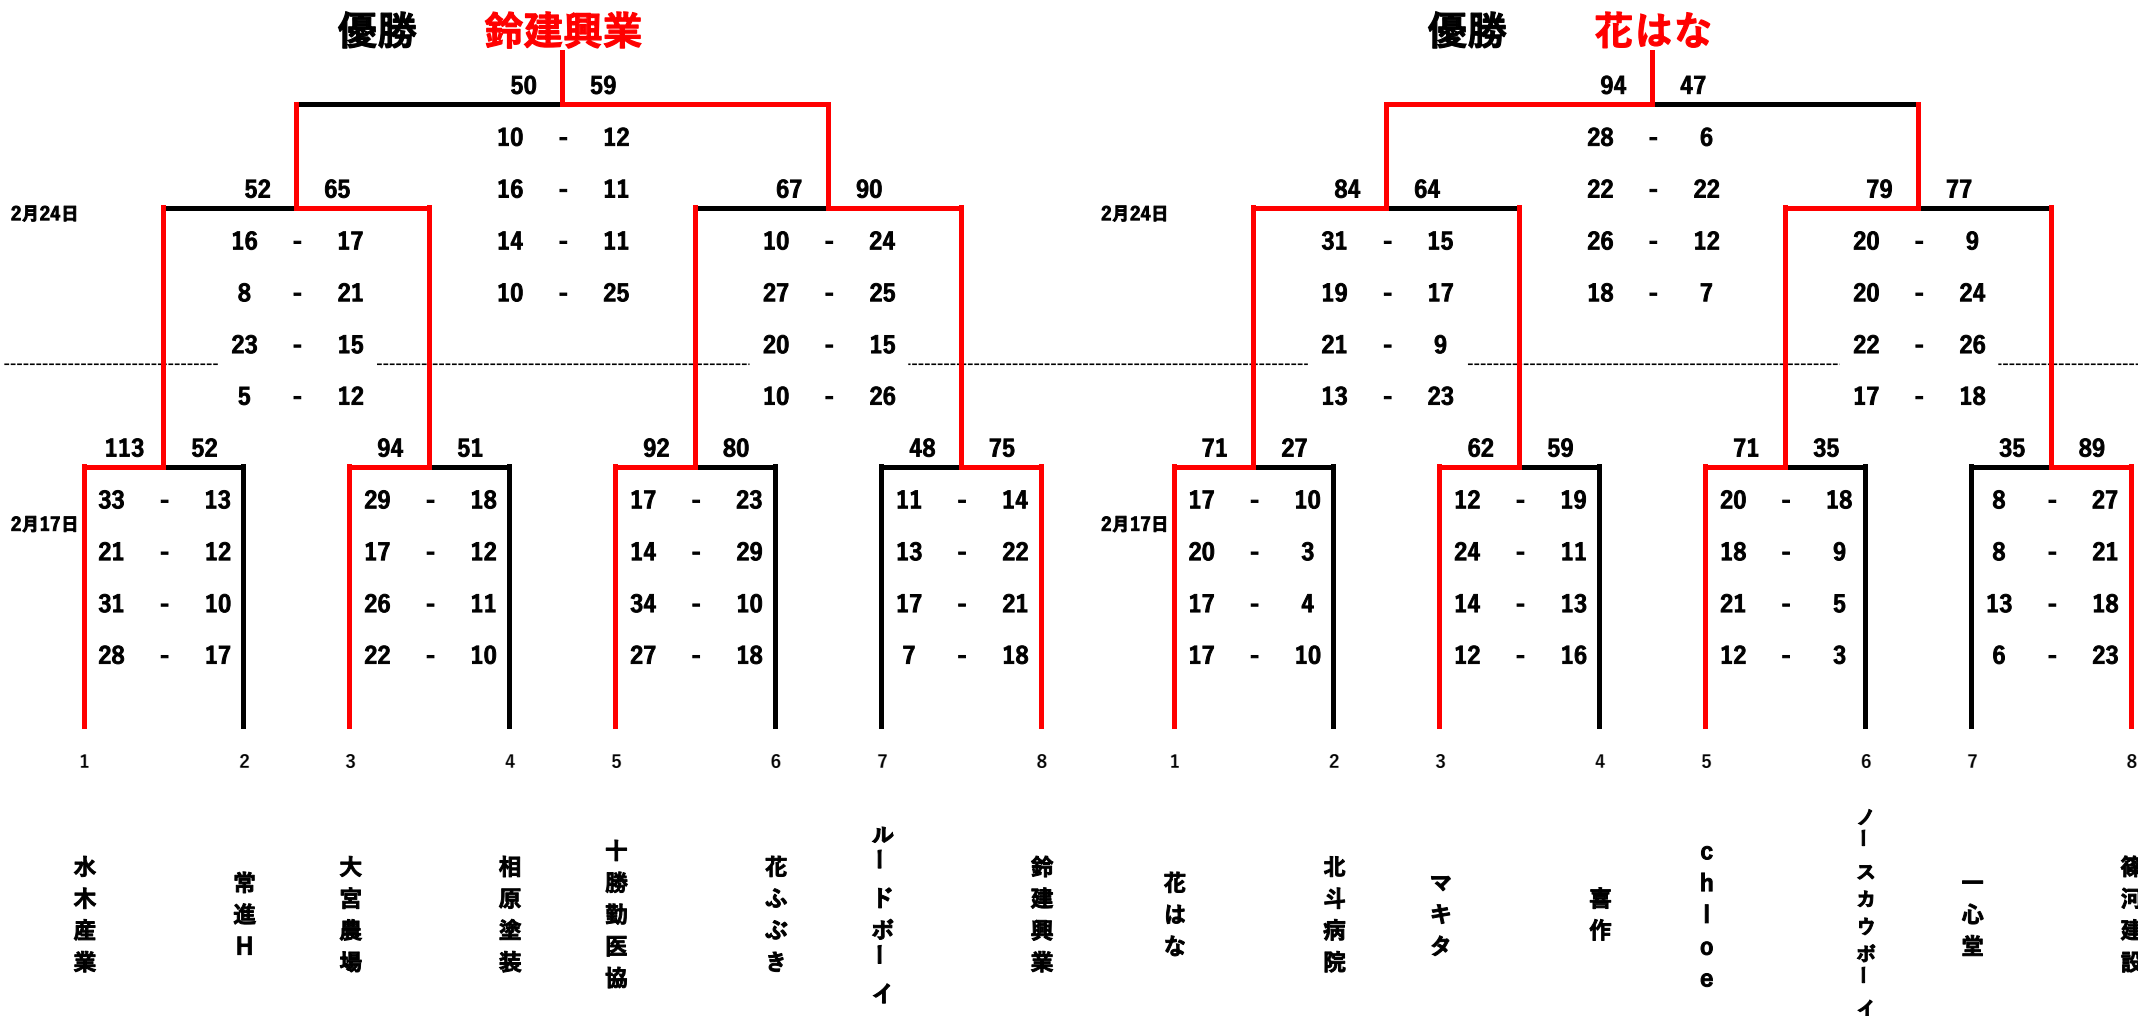 優勝 鈴建興業 優勝 花はな
50 59 94 47
10 - 12 28 - 6
52 65 16 - 11 67 90 84 64 22 - 22 79 77
2月24日 2月24日
16 - 17 14 - 11 10 - 24 31 - 15 26 - 12 20 - 9
8 - 21 10 - 25 27 - 25 19 - 17 18 - 7 20 - 24
23 - 15 20 - 15 21 - 9 22 - 26
5 - 12 10 - 26 13 - 23 17 - 18
113 52 94 51 92 80 48 75 71 27 62 59 71 35 35 89
33 - 13 29 - 18 17 - 23 11 - 14 17 - 10 12 - 19 20 - 18 8 - 27
2月17日 2月17日
21 - 12 17 - 12 14 - 29 13 - 22 20 - 3 24 - 11 18 - 9 8 - 21
31 - 10 26 - 11 34 - 10 17 - 21 17 - 4 14 - 13 21 - 5 13 - 18
28 - 17 22 - 10 27 - 18 7 - 18 17 - 10 12 - 16 12 - 3 6 - 23
1 2 3 4 5 6 7 8 1 2 3 4 5 6 7 8
水木産業
常進H
大宮農場
相原塗装
十勝勤医協
花ふぶき
ルードボーイ
鈴建興業
花はな
北斗病院
マキタ
喜作
chloe
ノースカウボーイ
一心堂
篠河建設